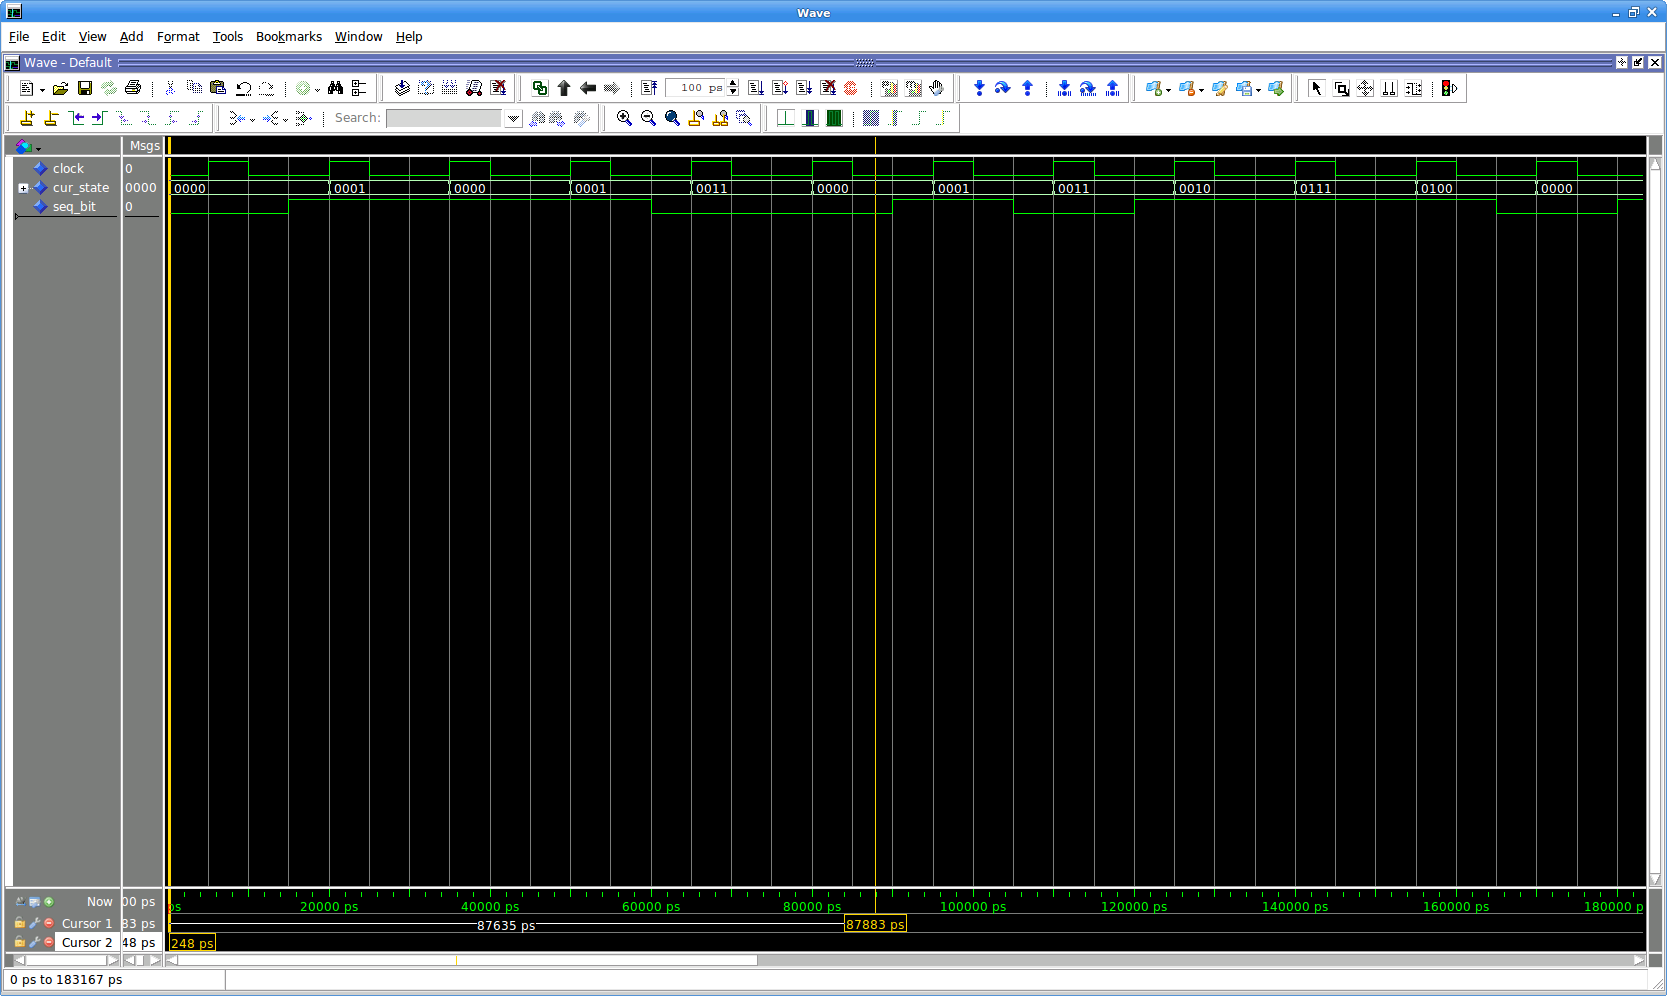 Wave
File Edit View Add Format Tools Bookmarks Window Help
Wave - Default
100 ps
Search:
Msgs
clock 0
cur_state 0000 0000 0001 0000 0001 0011 0000 0001 0011 0010 0111 0100 0000
seq_bit 0
Now 00 ps ps 20000 ps 40000 ps 60000 ps 80000 ps 100000 ps 120000 ps 140000 ps 160000 ps 180000 p
Cursor 1 83 ps 87635 ps 87883 ps
Cursor 2 48 ps 248 ps
0 ps to 183167 ps